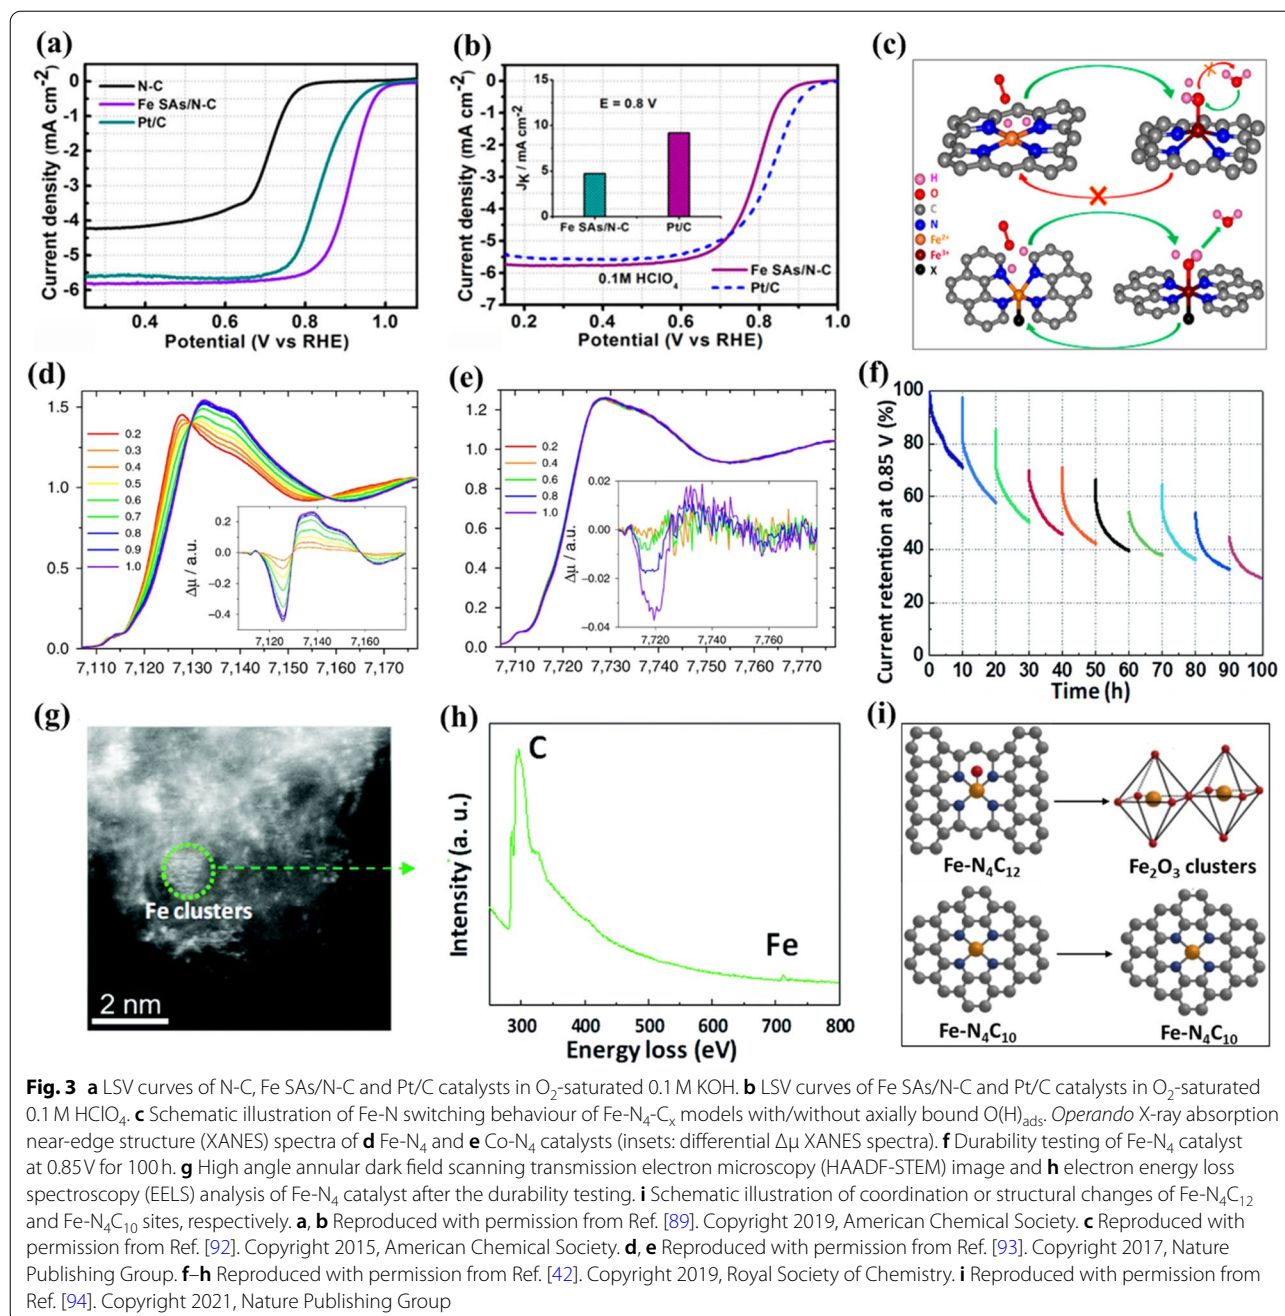 (a)
Current density (mA cm-2)
0
-1
-2
-3
-4
-5
-6
N-C
Fe SAs/N-C
Pt/C
0.4 0.6 0.8 1.0
Potential (V vs RHE)
(b)
Current density (mA cm-2)
0
-1
-2
-3
-4
-5
-6
-7
JK / mA cm-2
15
10
5
0
E = 0.8 V
Fe SAs/N-C Pt/C
0.1M HClO4
Fe SAs/N-C
Pt/C
0.2 0.4 0.6 0.8 1.0
Potential (V vs RHE)
(c)
H
O
C
N
Fe2+
Fe3+
X
(d)
1.5
1.0
0.5
0.0
0.2
0.3
0.4
0.5
0.6
0.7
0.8
0.9
1.0
Δμ / a.u.
0.2
0.0
−0.2
−0.4
7,120 7,140 7,160
7,110 7,120 7,130 7,140 7,150 7,160 7,170
(e)
1.2
1.0
0.8
0.6
0.4
0.2
0.0
0.2
0.4
0.6
0.8
1.0
Δμ / a.u.
0.02
0.00
−0.02
−0.04
7,720 7,740 7,760
7,710 7,720 7,730 7,740 7,750 7,760 7,770
(f)
Current retention at 0.85 V (%)
100
80
60
40
20
0
0 10 20 30 40 50 60 70 80 90 100
Time (h)
(g)
Fe clusters
2 nm
(h)
Intensity (a. u.)
C
Fe
300 400 500 600 700 800
Energy loss (eV)
(i)
Fe-N4C12
Fe2O3 clusters
Fe-N4C10
Fe-N4C10
Fig. 3 a LSV curves of N-C, Fe SAs/N-C and Pt/C catalysts in O2-saturated 0.1 M KOH. b LSV curves of Fe SAs/N-C and Pt/C catalysts in O2-saturated
0.1 M HClO4. c Schematic illustration of Fe-N switching behaviour of Fe-N4-Cx models with/without axially bound O(H)ads. Operando X-ray absorption
near-edge structure (XANES) spectra of d Fe-N4 and e Co-N4 catalysts (insets: differential Δμ XANES spectra). f Durability testing of Fe-N4 catalyst
at 0.85 V for 100 h. g High angle annular dark field scanning transmission electron microscopy (HAADF-STEM) image and h electron energy loss
spectroscopy (EELS) analysis of Fe-N4 catalyst after the durability testing. i Schematic illustration of coordination or structural changes of Fe-N4C12
and Fe-N4C10 sites, respectively. a, b Reproduced with permission from Ref. [89]. Copyright 2019, American Chemical Society. c Reproduced with
permission from Ref. [92]. Copyright 2015, American Chemical Society. d, e Reproduced with permission from Ref. [93]. Copyright 2017, Nature
Publishing Group. f–h Reproduced with permission from Ref. [42]. Copyright 2019, Royal Society of Chemistry. i Reproduced with permission from
Ref. [94]. Copyright 2021, Nature Publishing Group